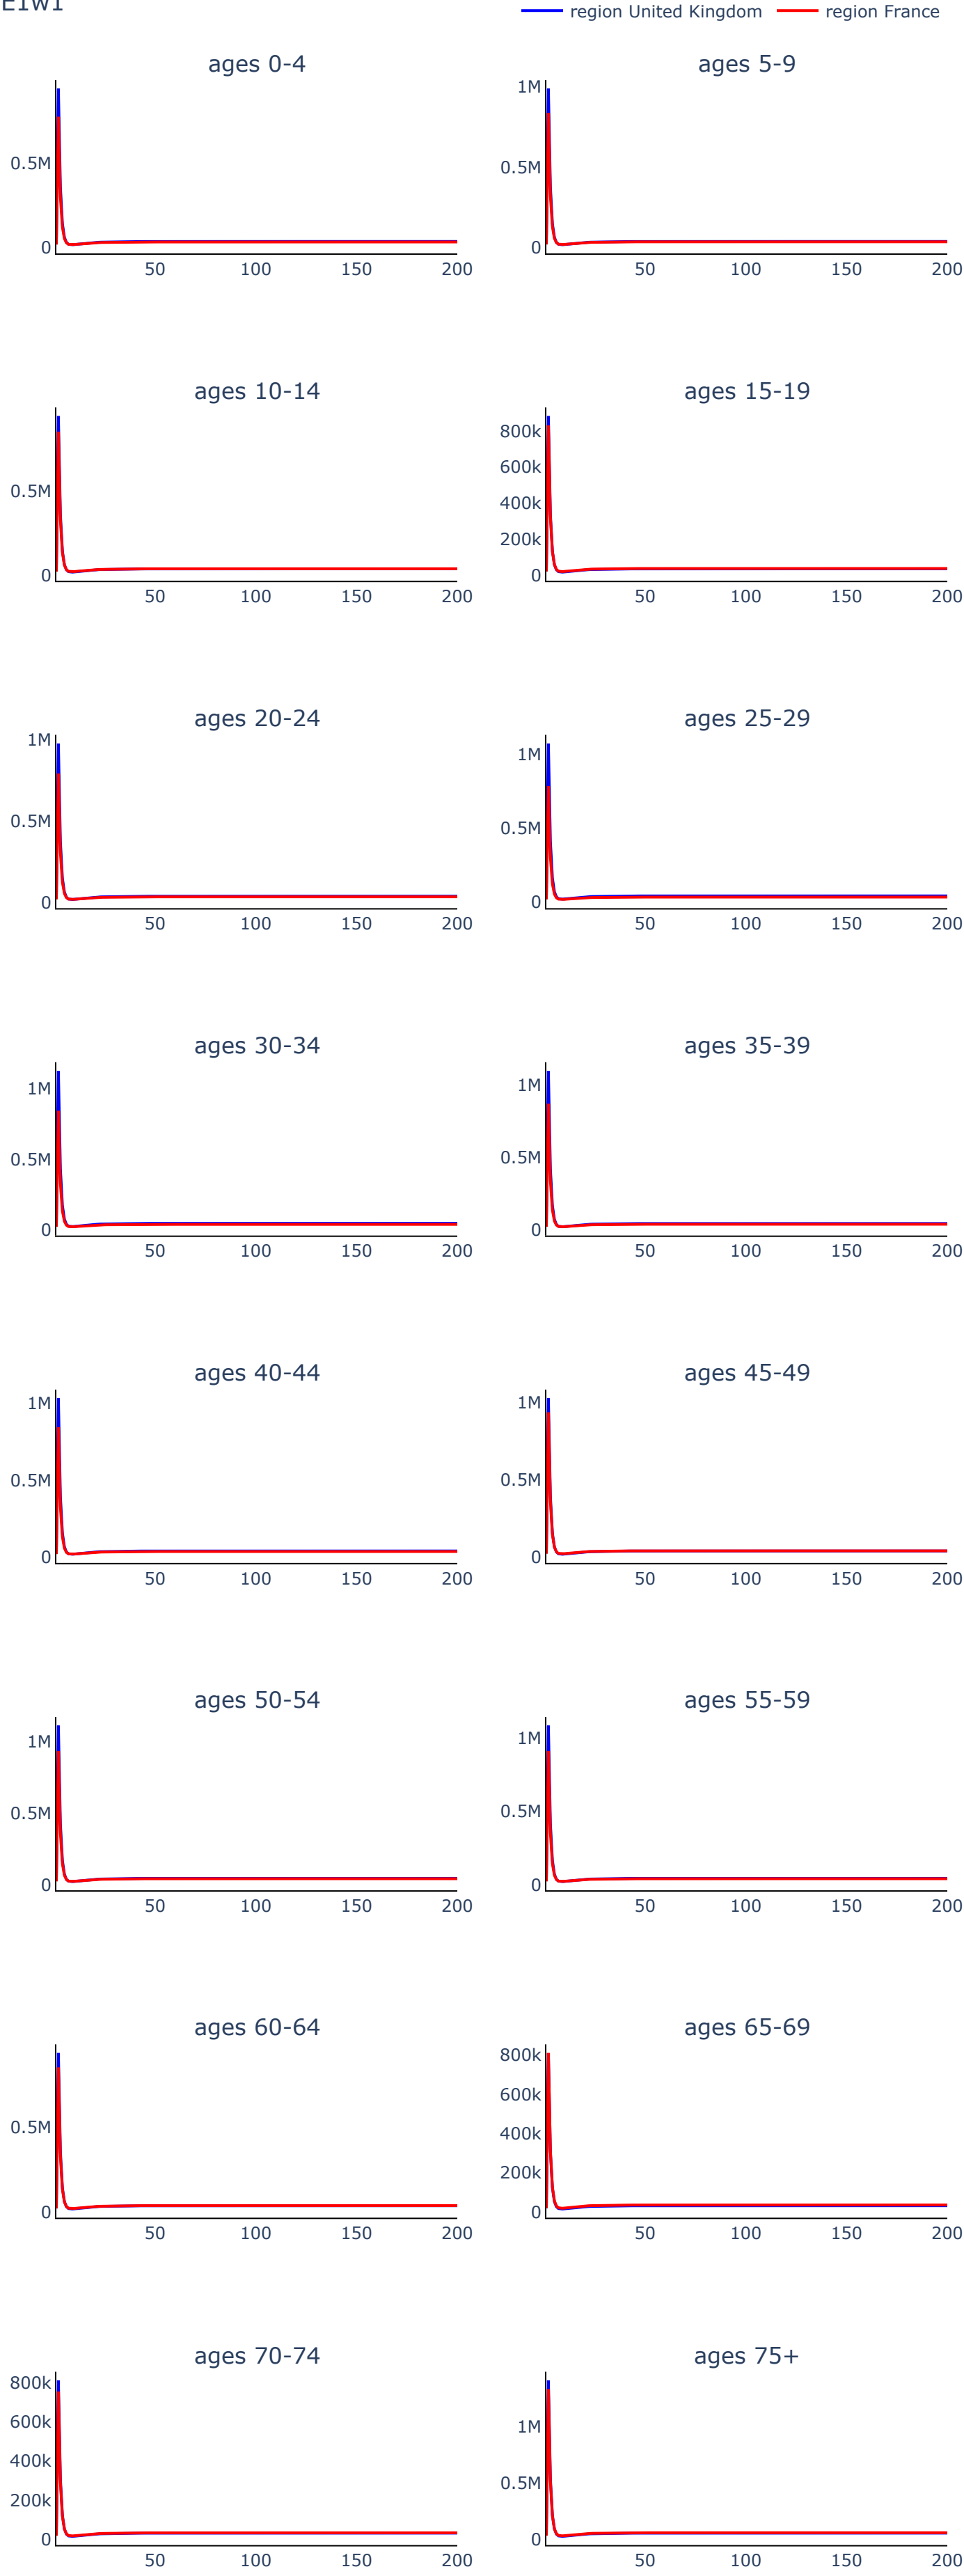 E1w1
region United Kingdom region France
ages 0-4 ages 5-9
1M
0.5M 0.5M
0 0
50 100 150 200 50 100 150 200
ages 10-14 ages 15-19
800k
0.5M 600k
400k
200k
0 0
50 100 150 200 50 100 150 200
ages 20-24 ages 25-29
1M 1M
0.5M 0.5M
0 0
50 100 150 200 50 100 150 200
ages 30-34 ages 35-39
1M 1M
0.5M 0.5M
0 0
50 100 150 200 50 100 150 200
ages 40-44 ages 45-49
1M 1M
0.5M 0.5M
0 0
50 100 150 200 50 100 150 200
ages 50-54 ages 55-59
1M 1M
0.5M 0.5M
0 0
50 100 150 200 50 100 150 200
ages 60-64 ages 65-69
800k
600k
0.5M 400k
200k
0 0
50 100 150 200 50 100 150 200
ages 70-74 ages 75+
800k
600k 1M
400k
200k 0.5M
0 0
50 100 150 200 50 100 150 200